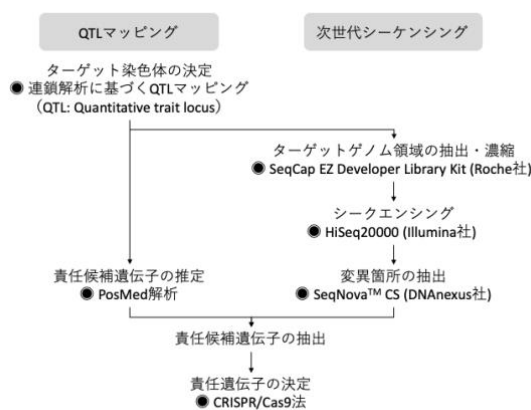 QTLマッピング
次世代シーケンシング
ターゲット染色体の決定
◉ 連鎖解析に基づくQTLマッピング
（QTL: Quantitative trait locus）
ターゲットゲノム領域の抽出・濃縮
◉ SeqCap EZ Developer Library Kit (Roche社)
シークエンシング
◉ HiSeq20000 (Illumina社)
責任候補遺伝子の推定
◉ PosMed解析
変異箇所の抽出
◉ SeqNova™ CS (DNAnexus社)
責任候補遺伝子の抽出
責任遺伝子の決定
◉ CRISPR/Cas9法